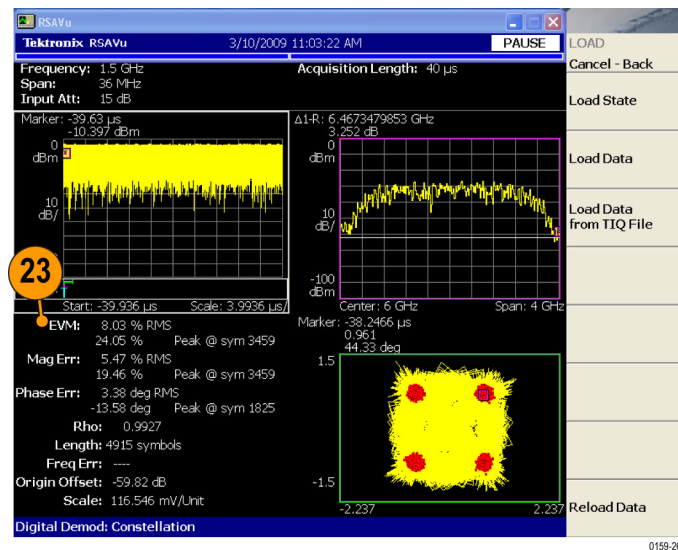 RSAVu
Tektronix RSAVu 3/10/2009 11:03:22 AM PAUSE
Frequency: 1.5 GHz Acquisition Length: 40 µs
Span: 36 MHz
Input Att: 15 dB
Marker: -39.63 µs
-10.397 dBm
0
dBm
10
dB/
Start: -39.936 µs Scale: 3.9936 µs/
Δ1-R: 6.4673479853 GHz
3.252 dB
0
dBm
10
dB/
-100
dBm
Center: 6 GHz Span: 4 GHz
23
EVM: 8.03 % RMS
24.05 % Peak @ sym 3459
Mag Err: 5.47 % RMS
19.46 % Peak @ sym 3459
Phase Err: 3.38 deg RMS
-13.58 deg Peak @ sym 1825
Rho: 0.9927
Length: 4915 symbols
Freq Err: ----
Origin Offset: -59.82 dB
Scale: 116.546 mV/Unit
Marker: -38.2466 µs
0.961
44.33 deg
1.5
-1.5
-2.237 2.237
Digital Demod: Constellation
LOAD
Cancel - Back
Load State
Load Data
Load Data
from TIQ File
Reload Data